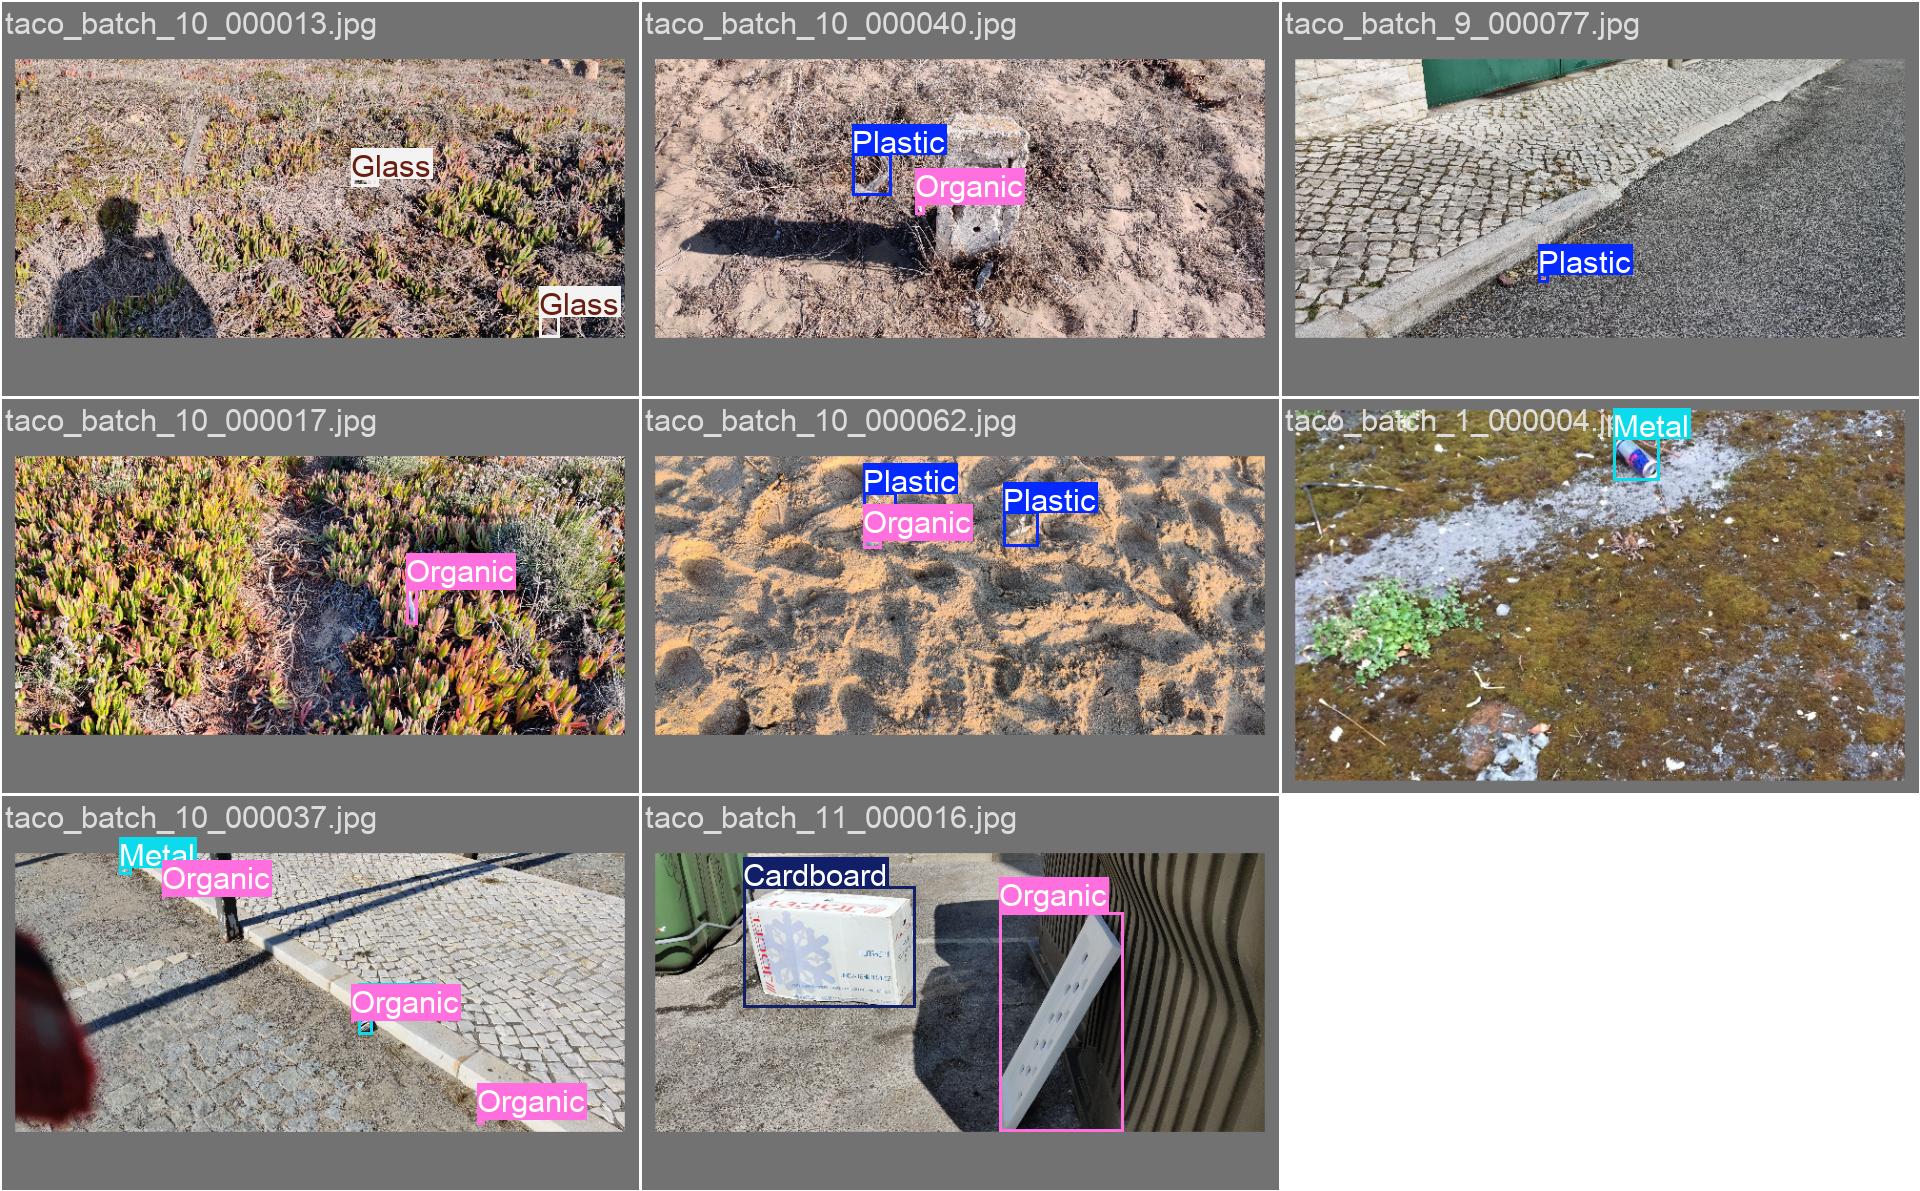 taco_batch_10_000013.jpg
Glass
Glass
taco_batch_10_000040.jpg
Plastic
Organic
taco_batch_9_000077.jpg
Plastic
taco_batch_10_000017.jpg
Organic
taco_batch_10_000062.jpg
Plastic
Plastic
Organic
taco_batch_1_000004.jp
Metal
taco_batch_10_000037.jpg
Metal
Organic
Organic
Organic
taco_batch_11_000016.jpg
Cardboard
Organic